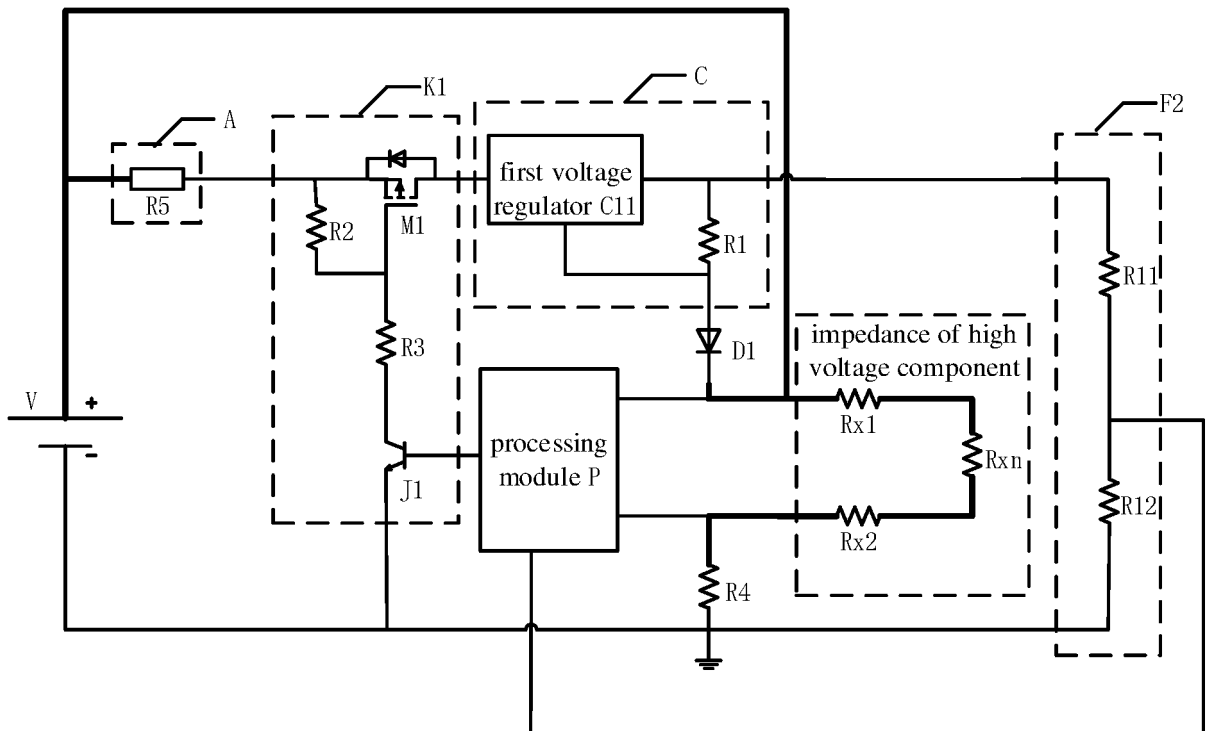 C
K1
F2
A
first voltage
regulator C11
R5
R2
M1
R1
R11
impedance of high
voltage component
R3
D1
V
+
-
Rx1
processing
module P
Rxn
J1
R12
Rx2
R4